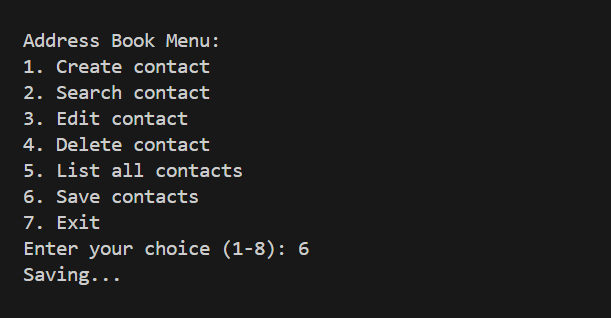 Address Book Menu:
1. Create contact
2. Search contact
3. Edit contact
4. Delete contact
5. List all contacts
6. Save contacts
7. Exit
Enter your choice (1-8): 6
Saving...